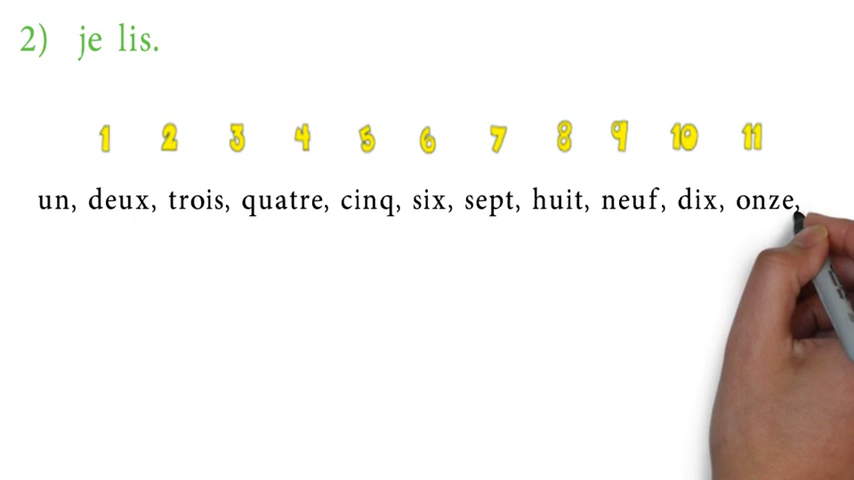 2) je lis.
1 2 3 4 5 6 7 8 9 10 11
un, deux, trois, quatre, cinq, six, sept, huit, neuf, dix, onze,